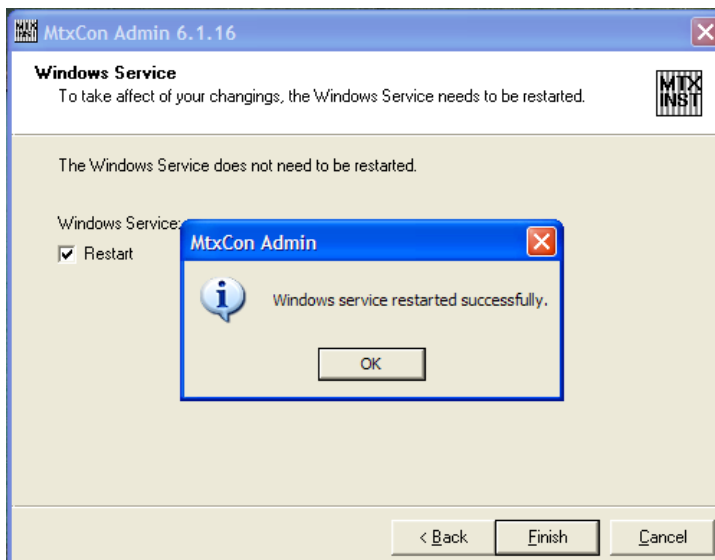 MtxCon Admin 6.1.16
Windows Service
To take affect of your changings, the Windows Service needs to be restarted.
MTX
INST
The Windows Service does not need to be restarted.
Windows Service:
Restart
MtxCon Admin
Windows service restarted successfully.
OK
< Back Finish Cancel